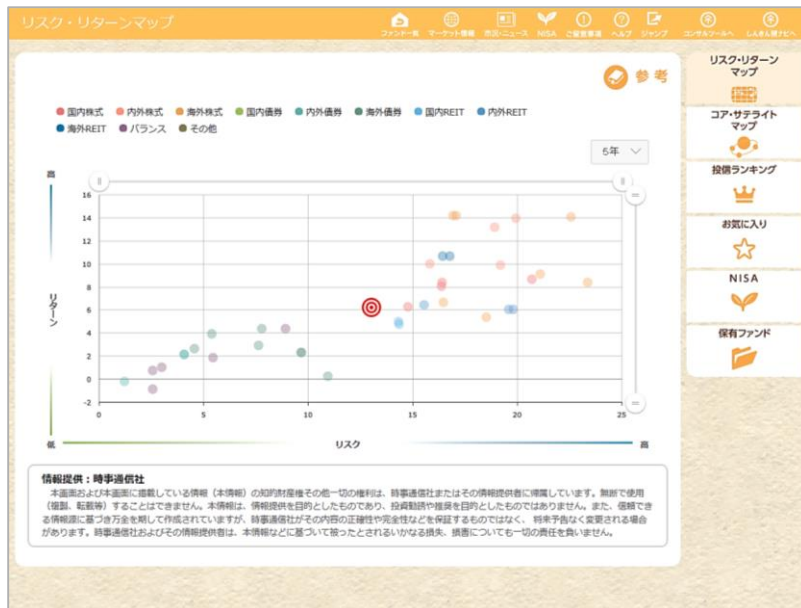 リスク・リターンマップ
ファンド一覧 マーケット情報 市況・ニュース NISA ご留意事項 ヘルプ ジャンプ コンサルツールへ しんきん預ナビへ
参考
● 国内株式 ● 内外株式 ● 海外株式 ● 国内債券 ● 内外債券 ● 海外債券 ● 国内REIT ● 内外REIT
● 海外REIT ● バランス ● その他
5年
高
リターン
低
16
14
12
10
8
6
4
2
0
-2
0 5 10 15 20 25
低 リスク 高
情報提供：時事通信社
本画面および本画面に掲載している情報（本情報）の知的財産権その他一切の権利は、時事通信社またはその情報提供者に帰属しています。無断で使用
（複製、転載等）することはできません。本情報は、情報提供を目的としたものであり、投資勧誘や推奨を目的としたものではありません。また、信頼でき
る情報源に基づき万全を期して作成されていますが、時事通信社がその内容の正確性や完全性などを保証するものではなく、 将来予告なく変更される場合
があります。時事通信社およびその情報提供者は、本情報などに基づいて被ったとされるいかなる損失、損害についても一切の責任を負いません。
リスク・リターン
マップ
コア・サテライト
マップ
投信ランキング
お気に入り
NISA
保有ファンド